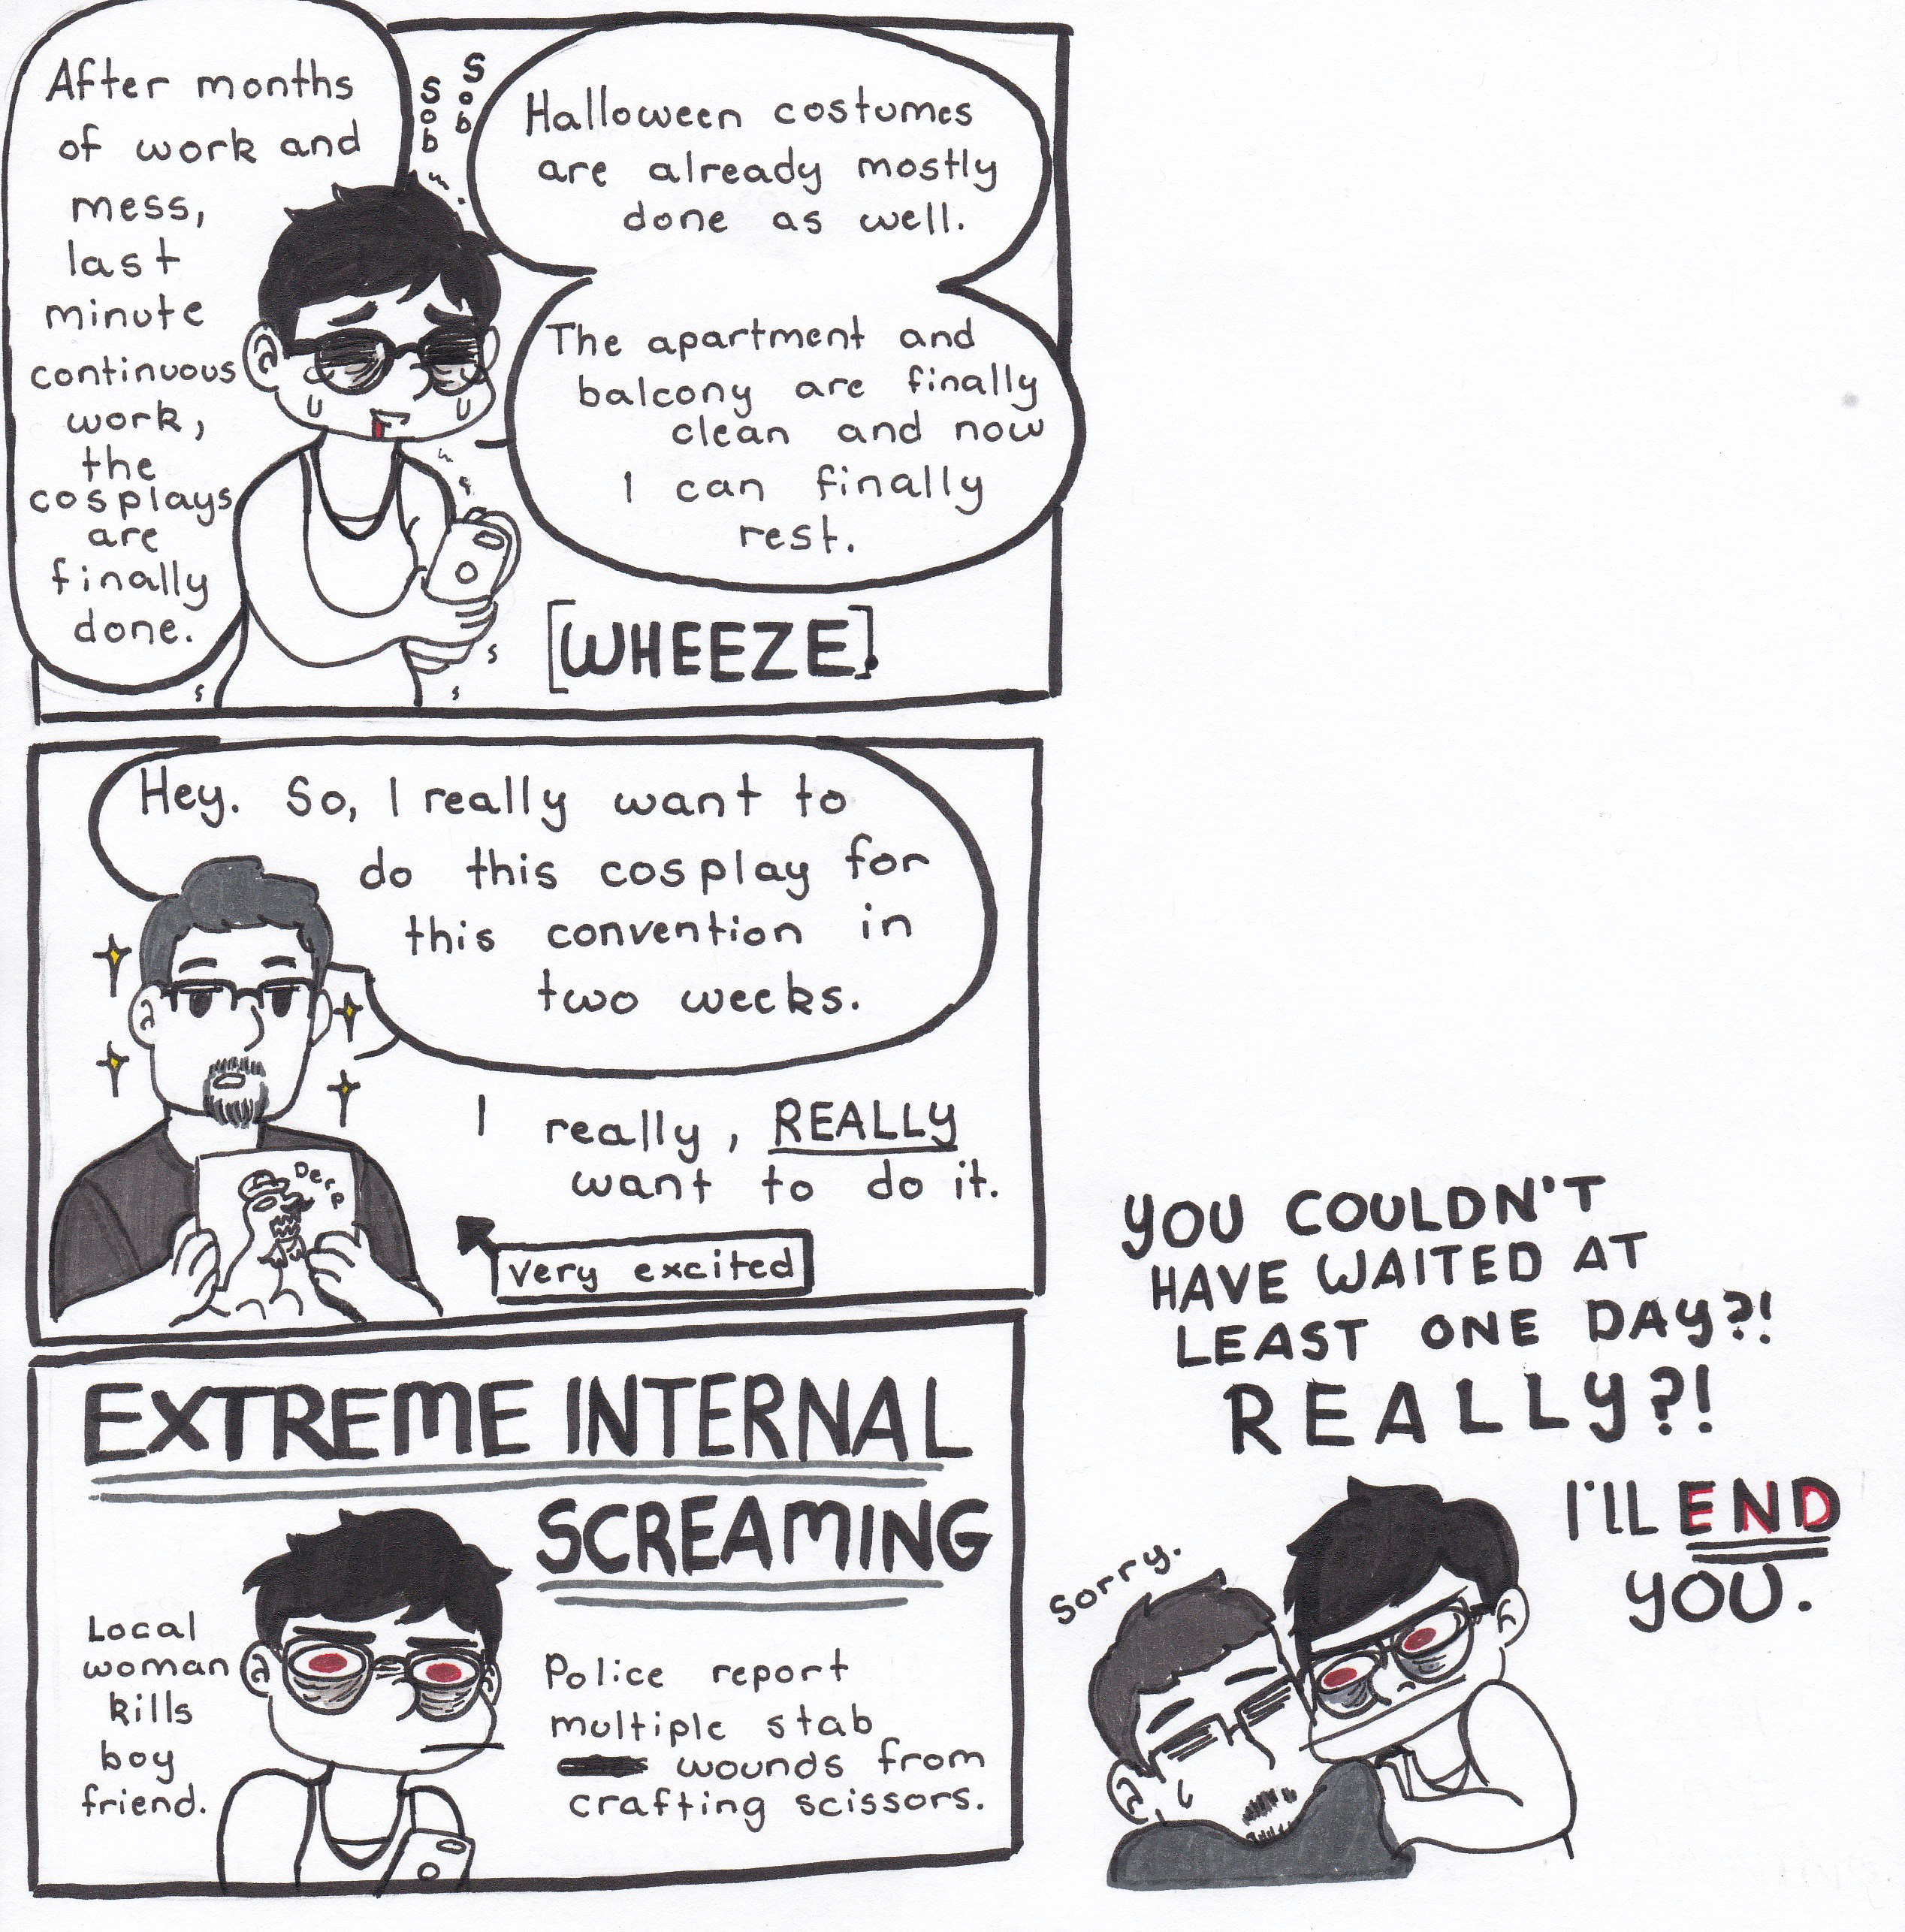 After months
of work and
mess,
last
minute
continuous
work,
the
cosplays
are
finally
done.
Sob
Sob
Halloween costumes
are already mostly
done as well.
The apartment and
balcony are finally
clean and now
I can finally
rest.
[WHEEZE].
Hey. So, I really want to
do this cosplay for
this convention in
two weeks.
Derp
I really, REALLY
want to do it.
very excited
EXTREME INTERNAL
SCREAMING
Local
woman
kills
boy
friend.
Police report
multiple stab
wounds from
crafting scissors.
YOU COULDN'T
HAVE WAITED AT
LEAST ONE DAY?!
REALLY?!
I'LL END
YOU.
Sorry.